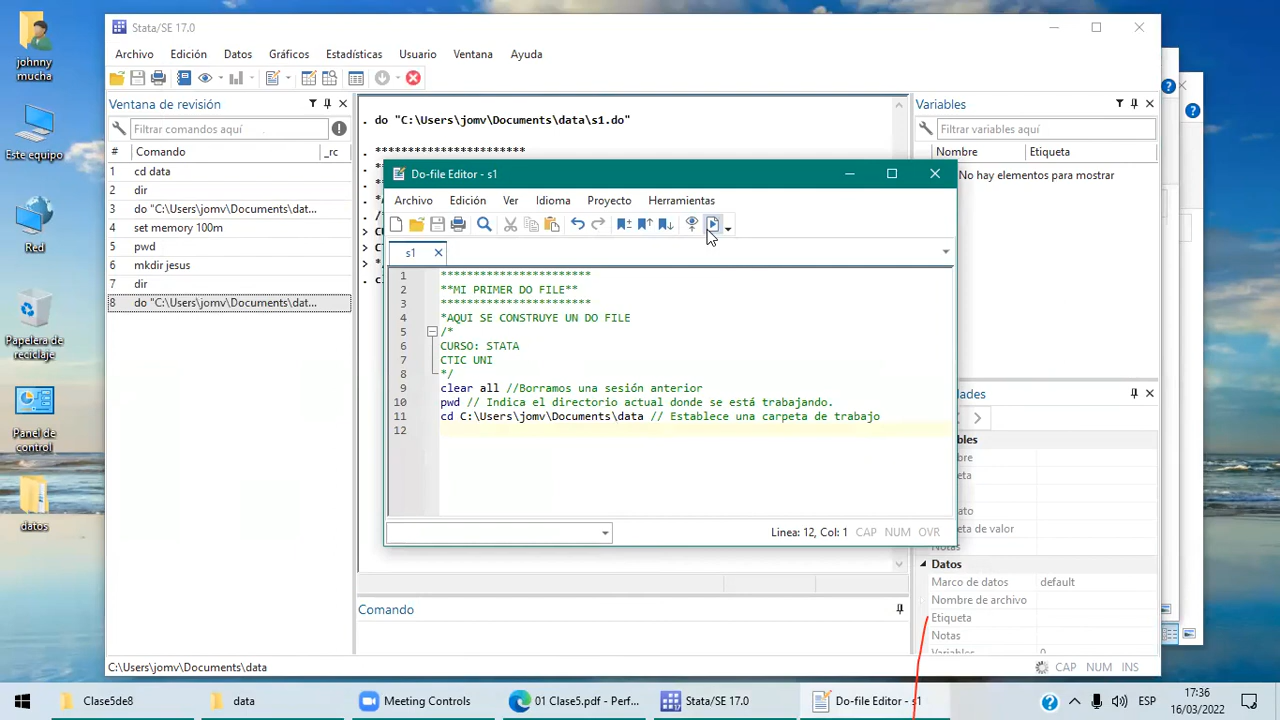 johnny
mucha
Este equipo
Red
Papelera de
reciclaje
Panel de
control
datos
Stata/SE 17.0
Archivo Edición Datos Gráficos Estadísticas Usuario Ventana Ayuda
Ventana de revisión
Filtrar comandos aquí
# Comando _rc
1 cd data
2 dir
3 do "C:\Users\jomv\Documents\dat...
4 set memory 100m
5 pwd
6 mkdir jesus
7 dir
8 do "C:\Users\jomv\Documents\dat...
. do "C:\Users\jomv\Documents\data\s1.do"
. ***********************
Variables
Filtrar variables aquí
Nombre Etiqueta
No hay elementos para mostrar
Do-file Editor - s1
Archivo Edición Ver Idioma Proyecto Herramientas
s1
1 ***********************
2 **MI PRIMER DO FILE**
3 ***********************
4 *AQUI SE CONSTRUYE UN DO FILE
5 /*
6 CURSO: STATA
7 CTIC UNI
8 */
9 clear all //Borramos una sesión anterior
10 pwd // Indica el directorio actual donde se está trabajando.
11 cd C:\Users\jomv\Documents\data // Establece una carpeta de trabajo
12
Linea: 12, Col: 1 CAP NUM OVR
Datos
Marco de datos default
Nombre de archivo
Etiqueta
Notas
Variables 0
Comando
C:\Users\jomv\Documents\data
CAP NUM INS
Clase5de8
data
Meeting Controls
01 Clase5.pdf - Perf...
Stata/SE 17.0
Do-file Editor - s1
ESP
17:36
16/03/2022